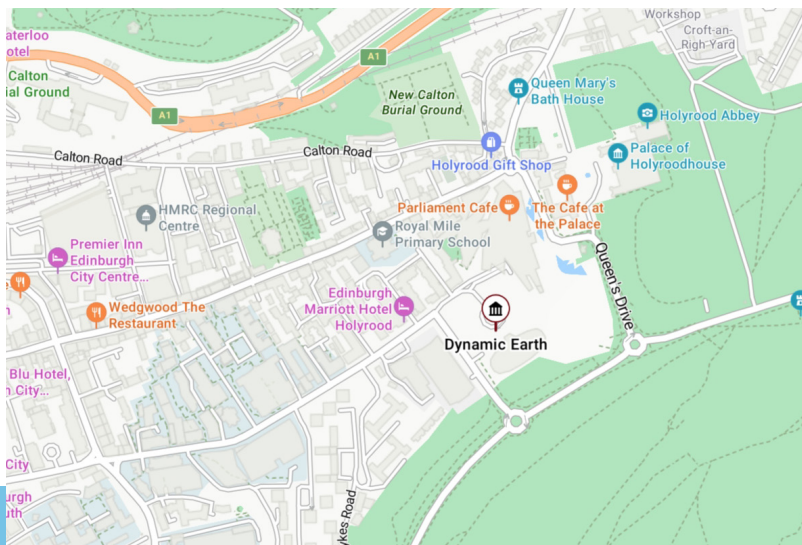 Workshop
Croft-an-
Righ Yard
aterloo
otel
Calton
ial Ground
A1
A1
New Calton
Burial Ground
Queen Mary's
Bath House
Holyrood Abbey
Palace of
Holyroodhouse
Calton Road
Calton Road
Holyrood Gift Shop
HMRC Regional
Centre
Parliament Cafe
The Cafe at
the Palace
Royal Mile
Primary School
Premier Inn
Edinburgh
City Centre...
Queen's Drive
Edinburgh
Marriott Hotel
Holyrood
Wedgwood The
Restaurant
n
Dynamic Earth
Blu Hotel,
n City...
City
urgh
uth
ykes Road